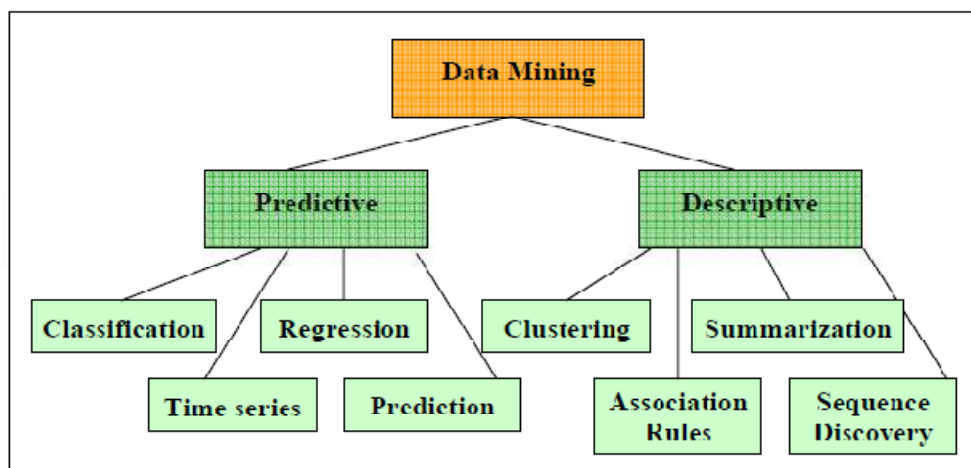 Data Mining
Predictive
Descriptive
Classification
Regression
Clustering
Summarization
Time series
Prediction
Association
Rules
Sequence
Discovery